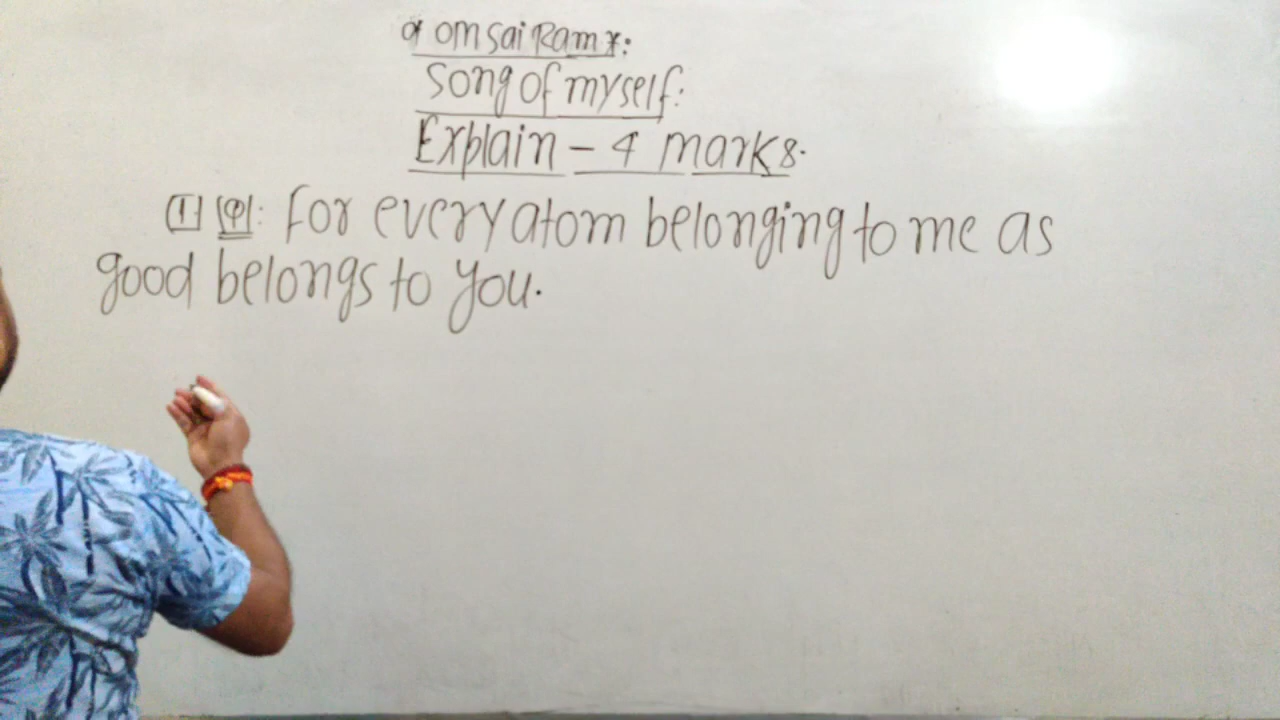 * om sai Ram *:
Song of myself:
Explain - 4 marks.
[1] [Q]: For every atom belonging to me as
good belongs to you.